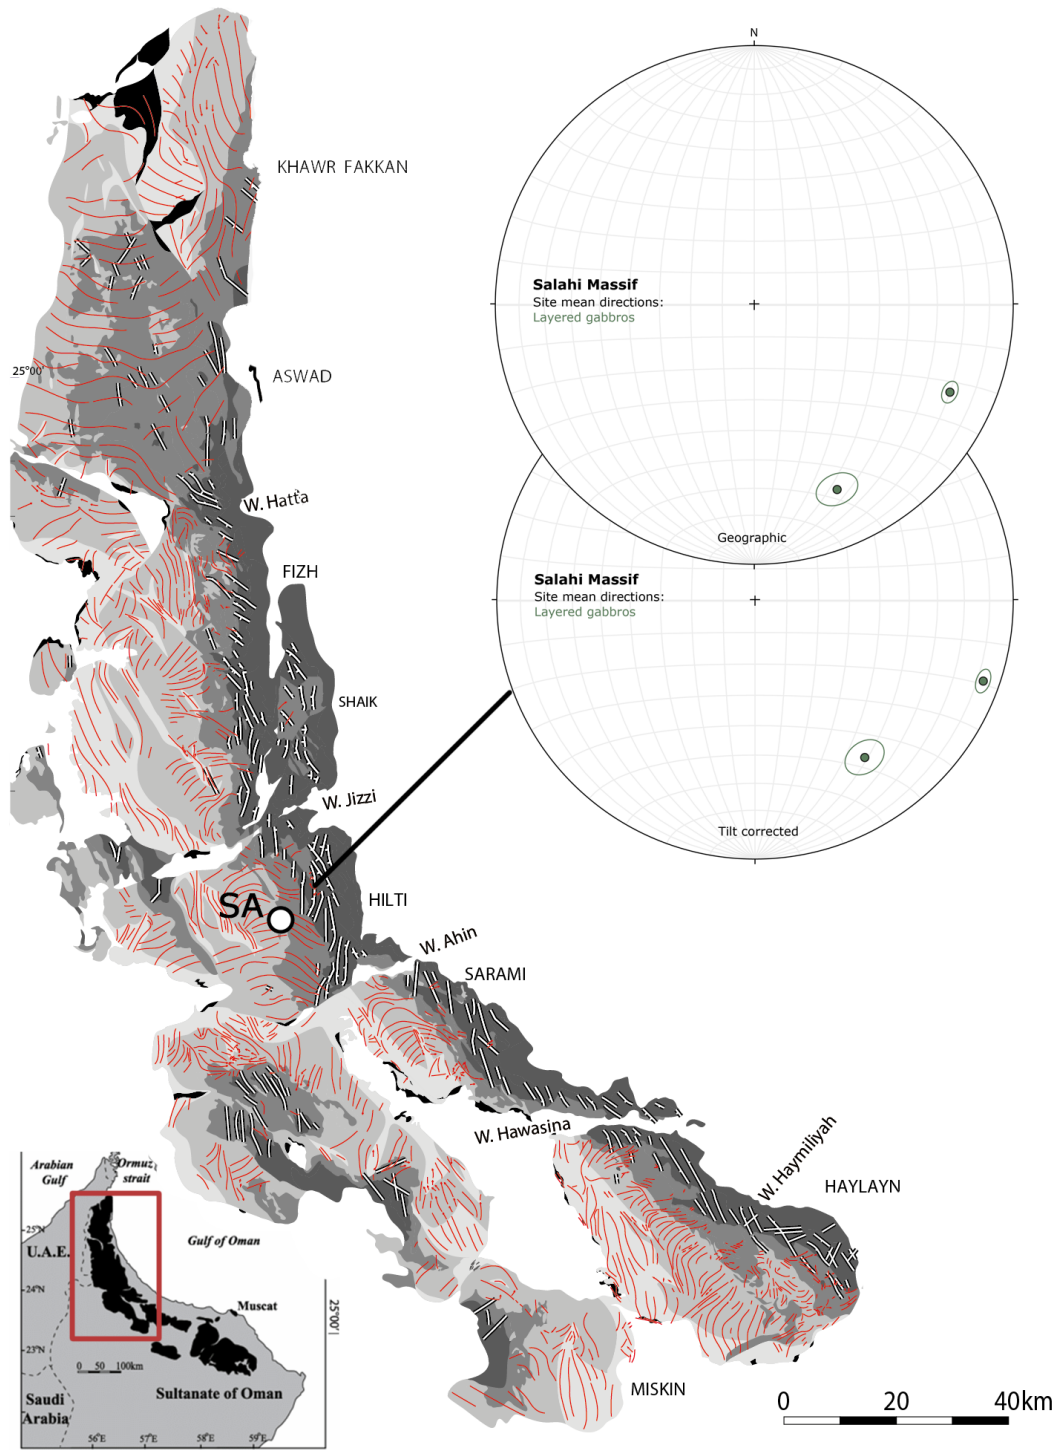 N
KHAWR FAKKAN
Salahi Massif
Site mean directions:
Layered gabbros
25°00'
ASWAD
W. Hatta
Geographic
FIZH
Salahi Massif
Site mean directions:
Layered gabbros
SHAIK
W. Jizzi
Tilt corrected
SA
HILTI
W. Ahin
SARAMI
W. Hawasina
W. Haymiliyah
HAYLAYN
MISKIN
Arabian
Gulf
Ormuz
strait
25°N
U.A.E.
Gulf of Oman
24°N
Muscat
25°00'
23°N
0 50 100km
Saudi
Arabia
Sultanate of Oman
56°E 57°E 58°E 59°E
0 20 40km